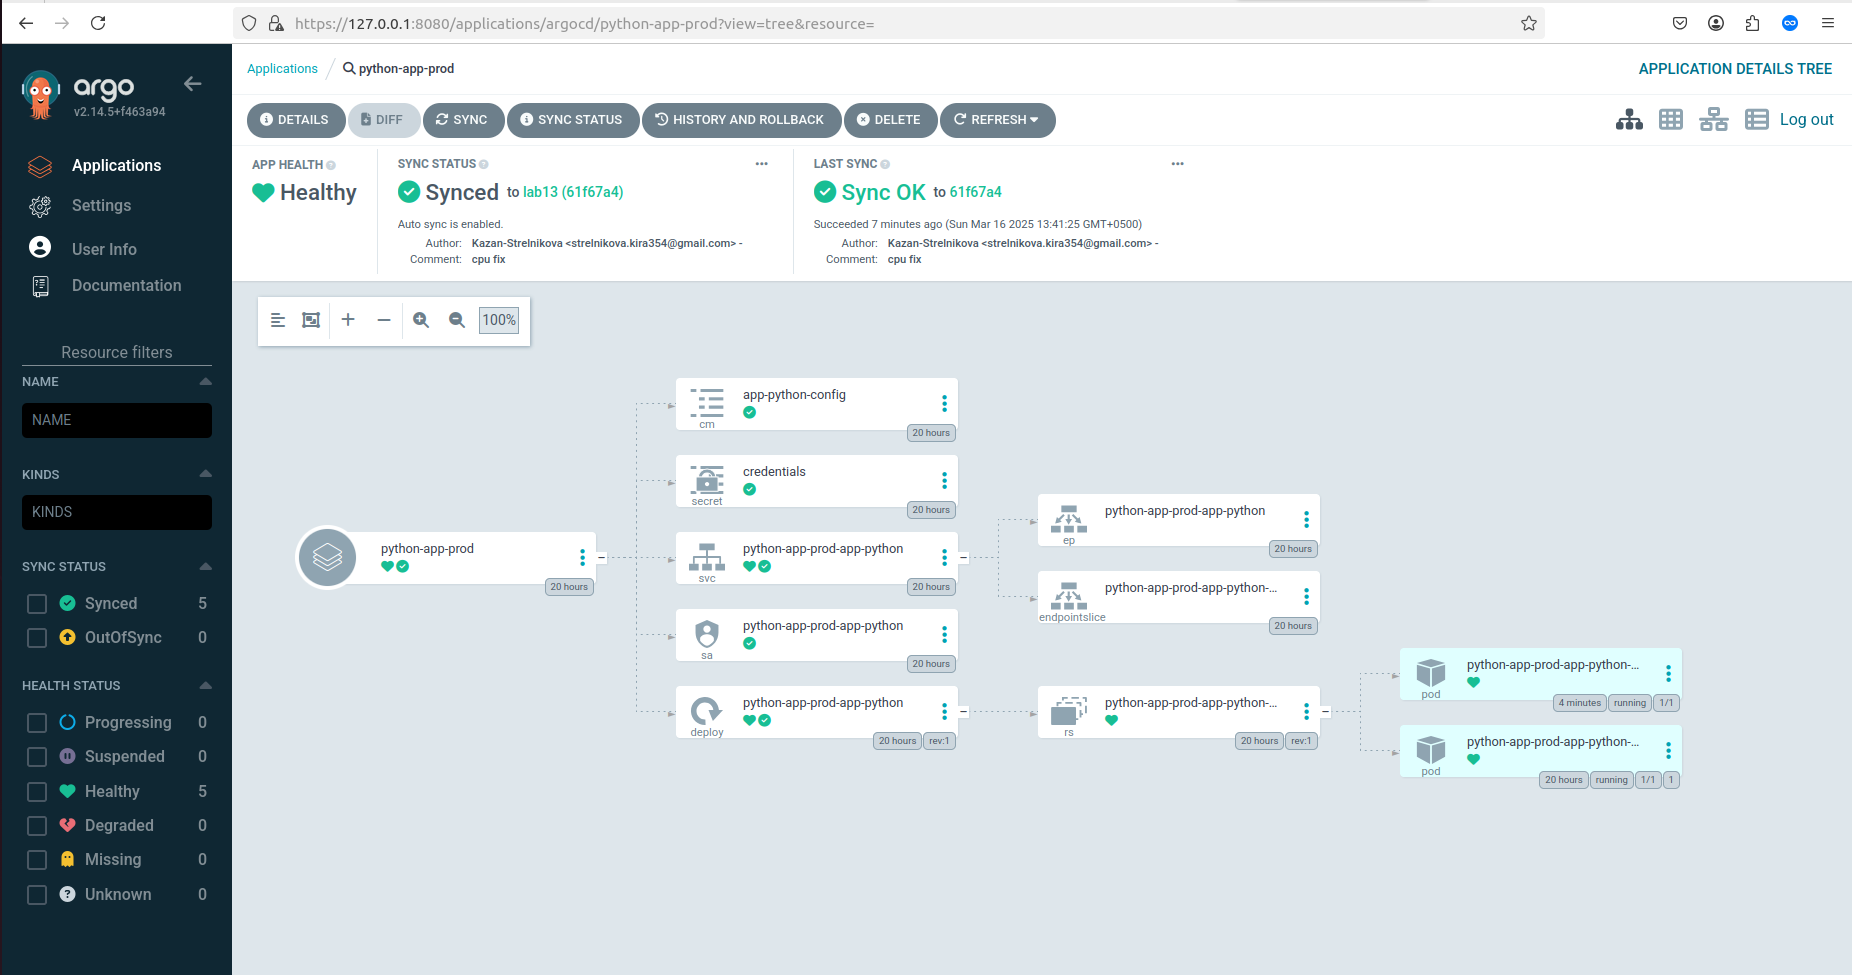 https://127.0.0.1:8080/applications/argocd/python-app-prod?view=tree&resource=
argo
v2.14.5+f463a94
Applications
Settings
User Info
Documentation
Resource filters
NAME
NAME
KINDS
KINDS
SYNC STATUS
Synced 5
OutOfSync 0
HEALTH STATUS
Progressing 0
Suspended 0
Healthy 5
Degraded 0
Missing 0
Unknown 0
Applications / python-app-prod
APPLICATION DETAILS TREE
DETAILS DIFF SYNC SYNC STATUS HISTORY AND ROLLBACK DELETE REFRESH
Log out
APP HEALTH
Healthy
SYNC STATUS
Synced to lab13 (61f67a4)
Auto sync is enabled.
Author: Kazan-Strelnikova <strelnikova.kira354@gmail.com> -
Comment: cpu fix
LAST SYNC
Sync OK to 61f67a4
Succeeded 7 minutes ago (Sun Mar 16 2025 13:41:25 GMT+0500)
Author: Kazan-Strelnikova <strelnikova.kira354@gmail.com> -
Comment: cpu fix
100%
python-app-prod
20 hours
app-python-config
cm
20 hours
credentials
secret
20 hours
python-app-prod-app-python
svc
20 hours
python-app-prod-app-python
sa
20 hours
python-app-prod-app-python
deploy
20 hours rev:1
python-app-prod-app-python
ep
20 hours
python-app-prod-app-python-...
endpointslice
20 hours
python-app-prod-app-python-...
rs
20 hours rev:1
python-app-prod-app-python-...
pod
4 minutes running 1/1
python-app-prod-app-python-...
pod
20 hours running 1/1 1